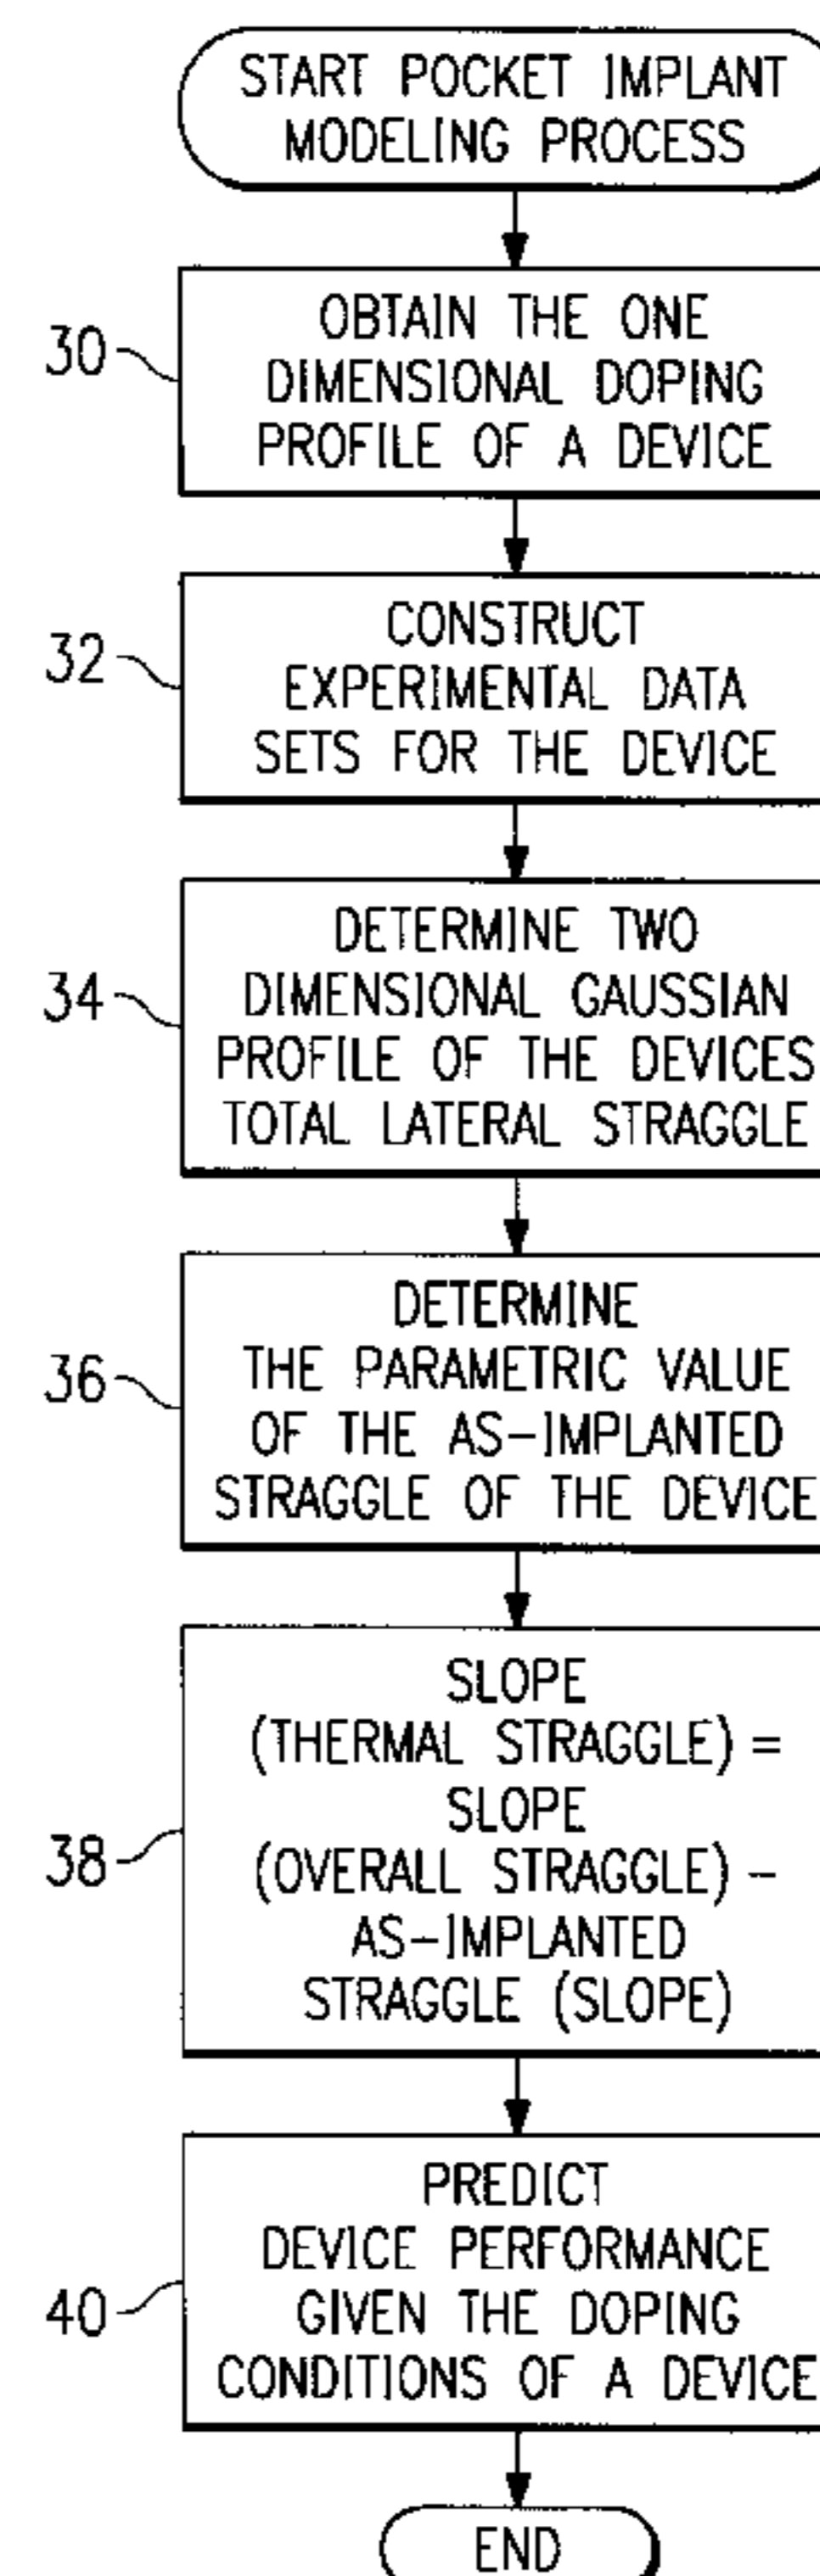 START POCKET IMPLANT
MODELING PROCESS
30
OBTAIN THE ONE
DIMENSIONAL DOPING
PROFILE OF A DEVICE
32
CONSTRUCT
EXPERIMENTAL DATA
SETS FOR THE DEVICE
34
DETERMINE TWO
DIMENSIONAL GAUSSIAN
PROFILE OF THE DEVICES
TOTAL LATERAL STRAGGLE
36
DETERMINE
THE PARAMETRIC VALUE
OF THE AS-IMPLANTED
STRAGGLE OF THE DEVICE
38
SLOPE
(THERMAL STRAGGLE) =
SLOPE
(OVERALL STRAGGLE) -
AS-IMPLANTED
STRAGGLE (SLOPE)
40
PREDICT
DEVICE PERFORMANCE
GIVEN THE DOPING
CONDITIONS OF A DEVICE
END